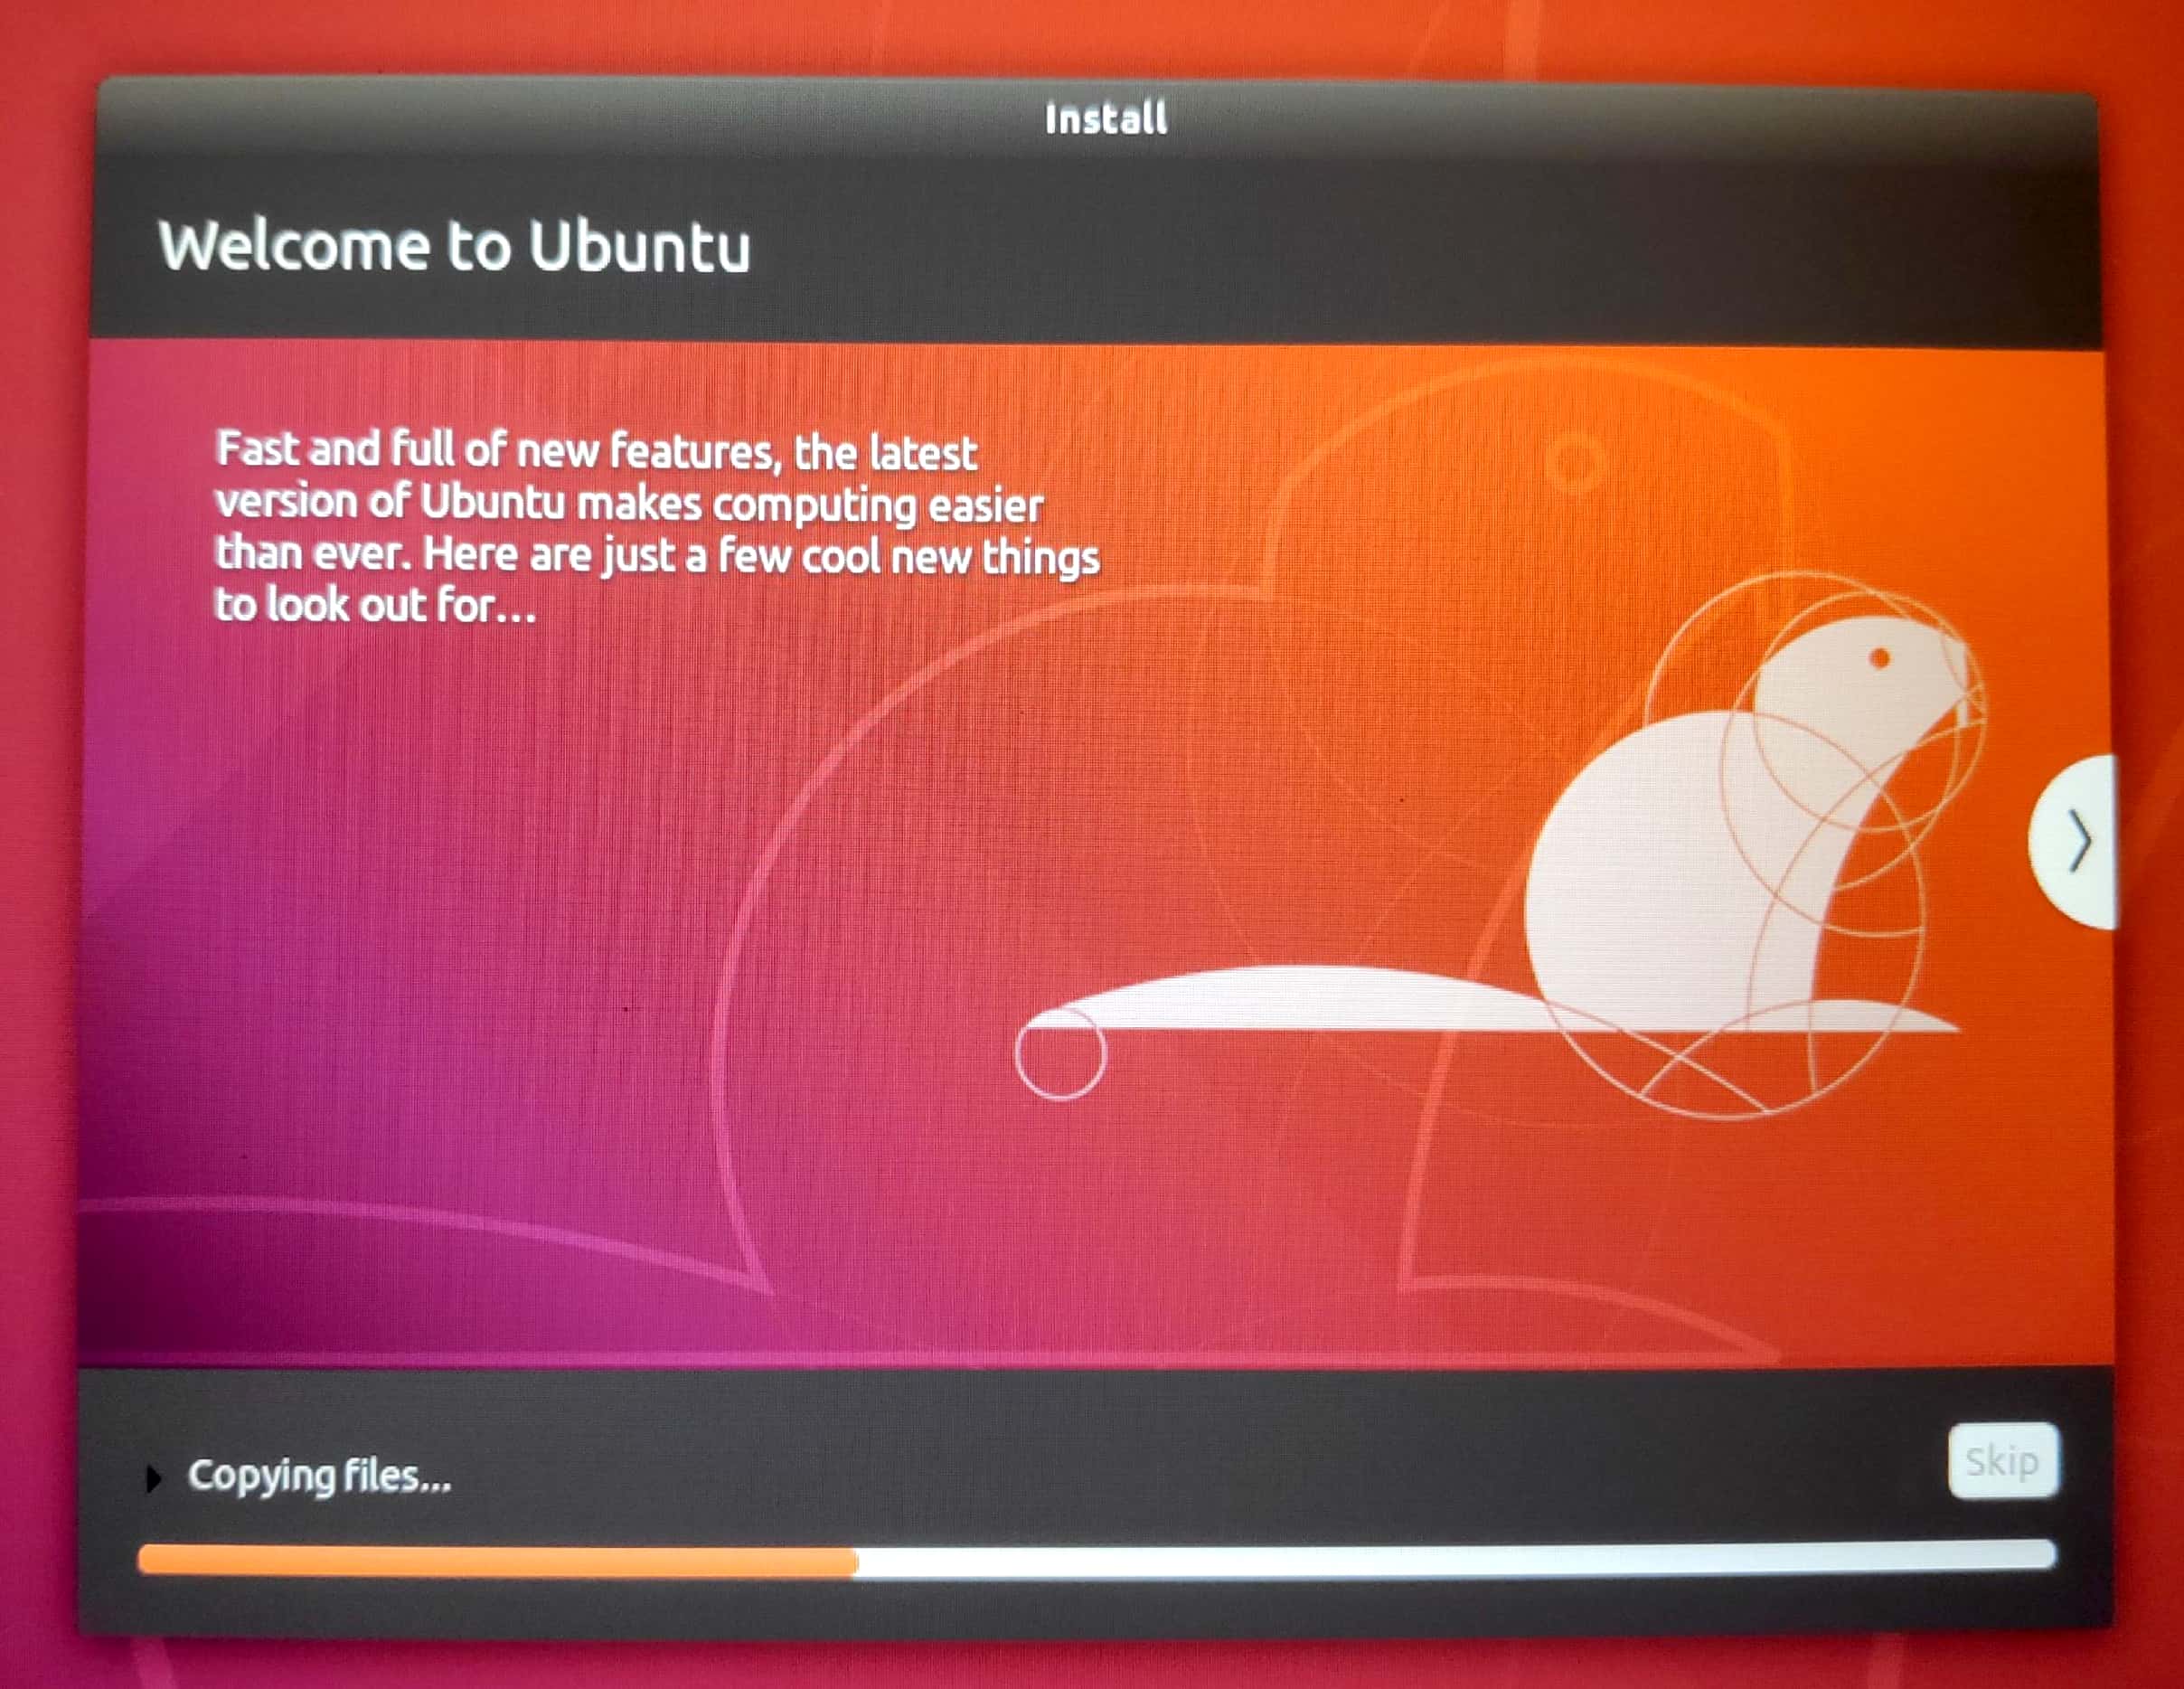 Install
Welcome to Ubuntu
Fast and full of new features, the latest
version of Ubuntu makes computing easier
than ever. Here are just a few cool new things
to look out for...
Copying files...
Skip